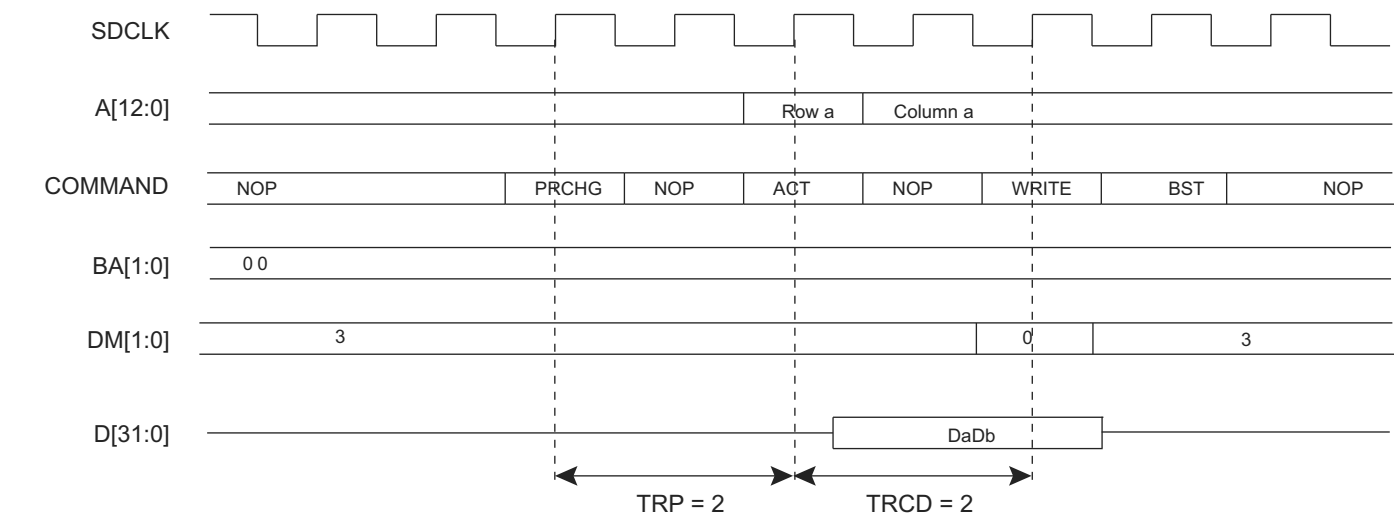 SDCLK
A[12:0] Row a Column a
COMMAND NOP PRCHG NOP ACT NOP WRITE BST NOP
BA[1:0] 0 0
DM[1:0] 3 0 3
D[31:0] DaDb
TRP = 2 TRCD = 2